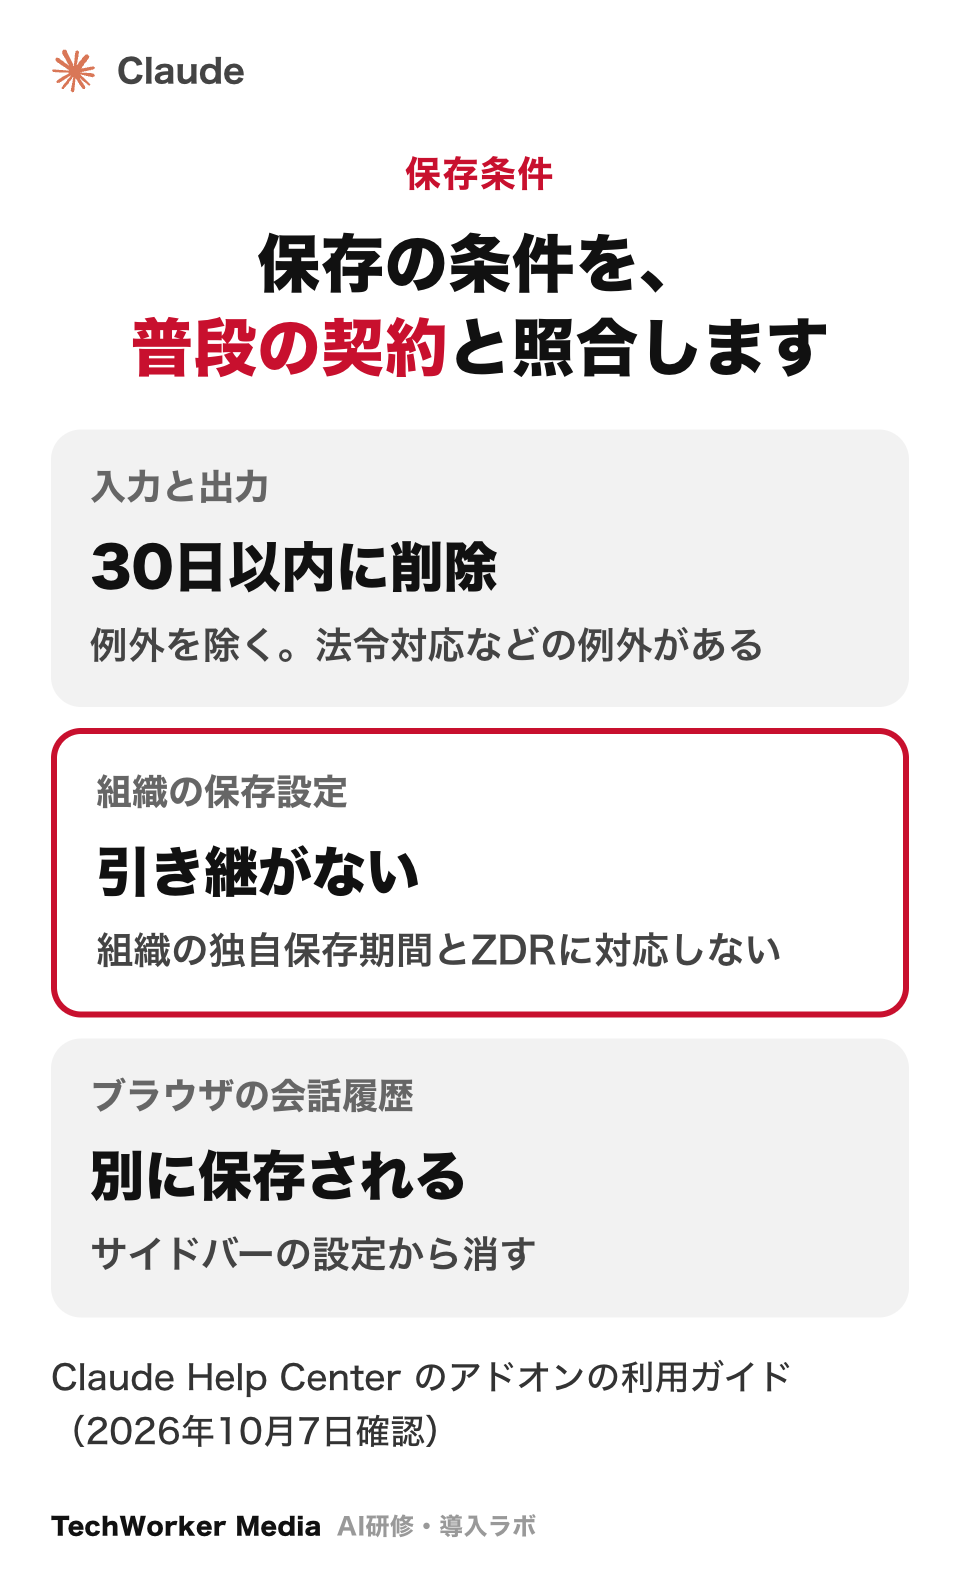 Claude
保存条件
保存の条件を、
普段の契約と照合します
入力と出力
30日以内に削除
例外を除く。法令対応などの例外がある
組織の保存設定
引き継がない
組織の独自保存期間とZDRに対応しない
ブラウザの会話履歴
別に保存される
サイドバーの設定から消す
Claude Help Center のアドオンの利用ガイド
（2026年10月7日確認）
TechWorker Media AI研修・導入ラボ